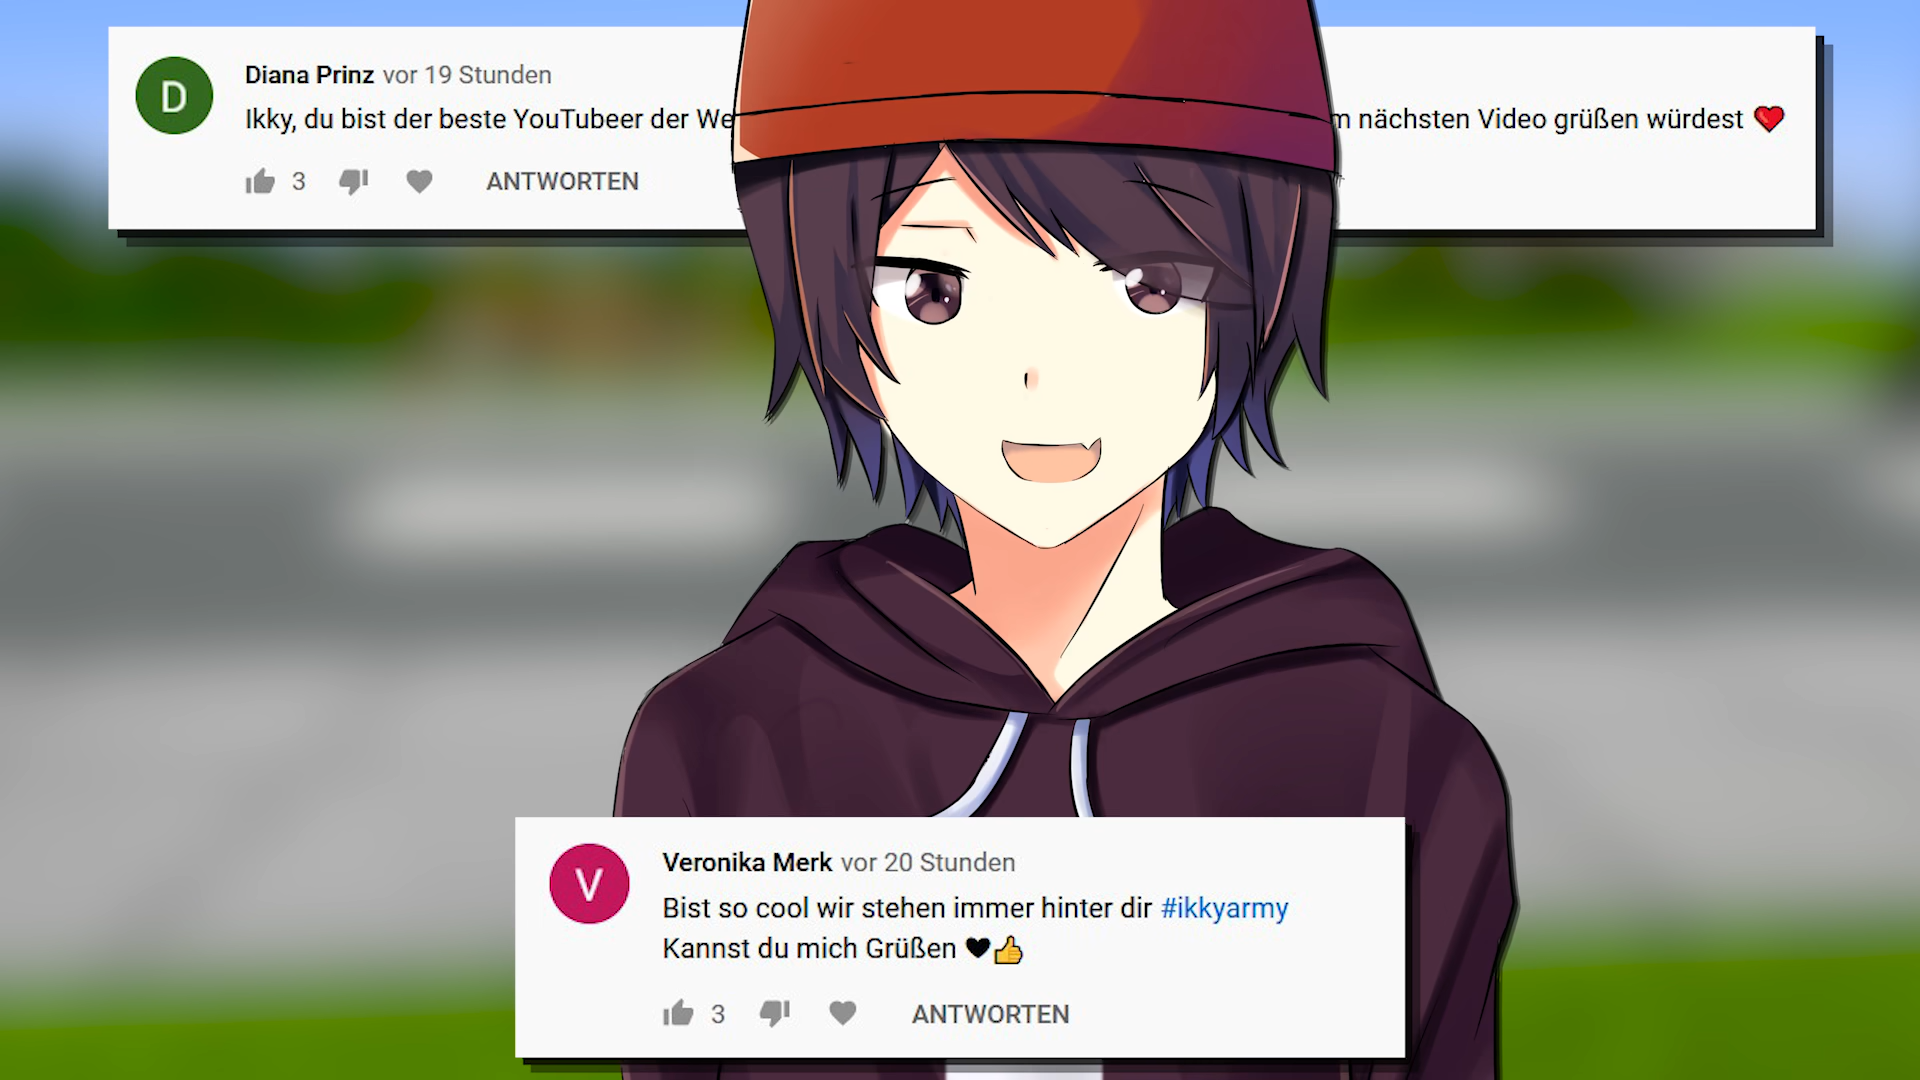 D
Diana Prinz vor 19 Stunden
Ikky, du bist der beste YouTubeer der nächsten Video grüßen würdest ❤️
3
ANTWORTEN
V
Veronika Merk vor 20 Stunden
Bist so cool wir stehen immer hinter dir #ikkyarmy
Kannst du mich Grüßen 🖤👍
3
ANTWORTEN